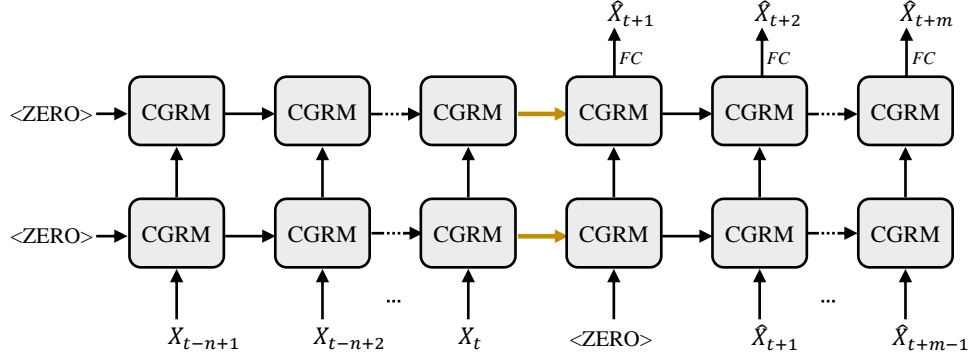 X̂_{t+1} X̂_{t+2} X̂_{t+m}
FC FC FC
<ZERO> CGRM CGRM ... CGRM CGRM CGRM ... CGRM
<ZERO> CGRM CGRM ... CGRM CGRM CGRM ... CGRM
... ...
X_{t−n+1} X_{t−n+2} X_t <ZERO> X̂_{t+1} X̂_{t+m−1}